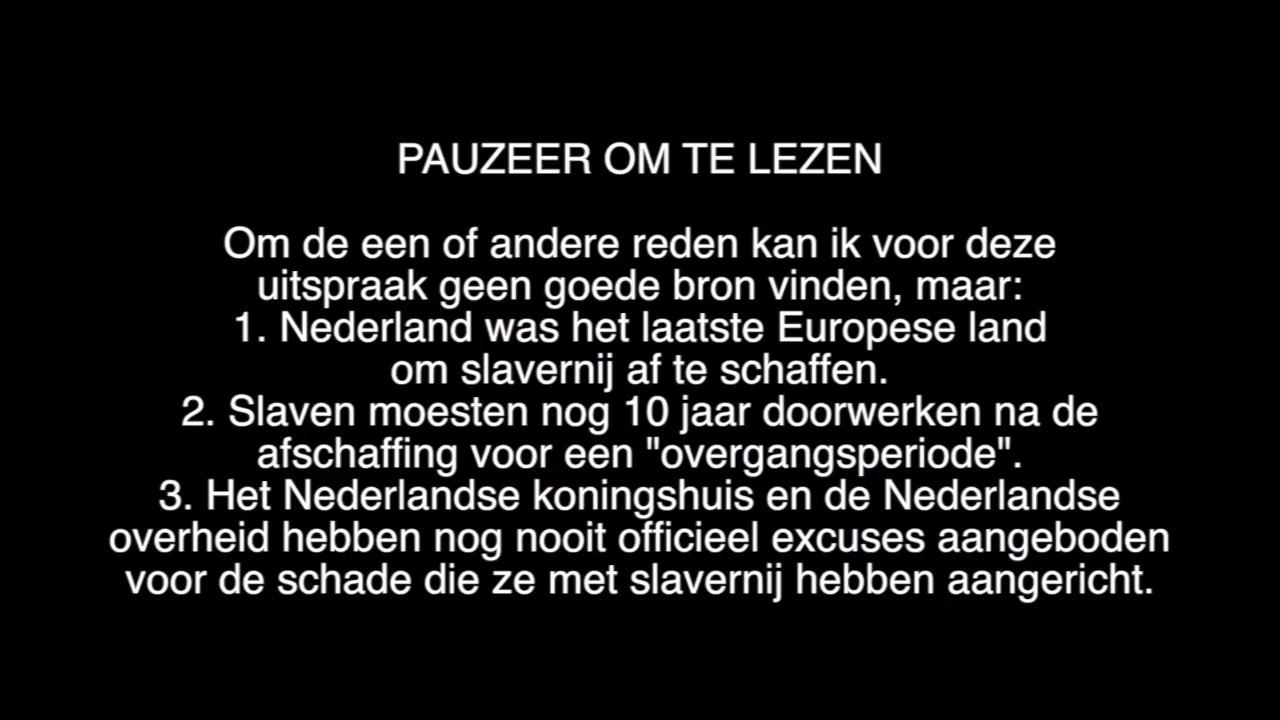 PAUZEER OM TE LEZEN
Om de een of andere reden kan ik voor deze
uitspraak geen goede bron vinden, maar:
1. Nederland was het laatste Europese land
om slavernij af te schaffen.
2. Slaven moesten nog 10 jaar doorwerken na de
afschaffing voor een "overgangsperiode".
3. Het Nederlandse koningshuis en de Nederlandse
overheid hebben nog nooit officieel excuses aangeboden
voor de schade die ze met slavernij hebben aangericht.